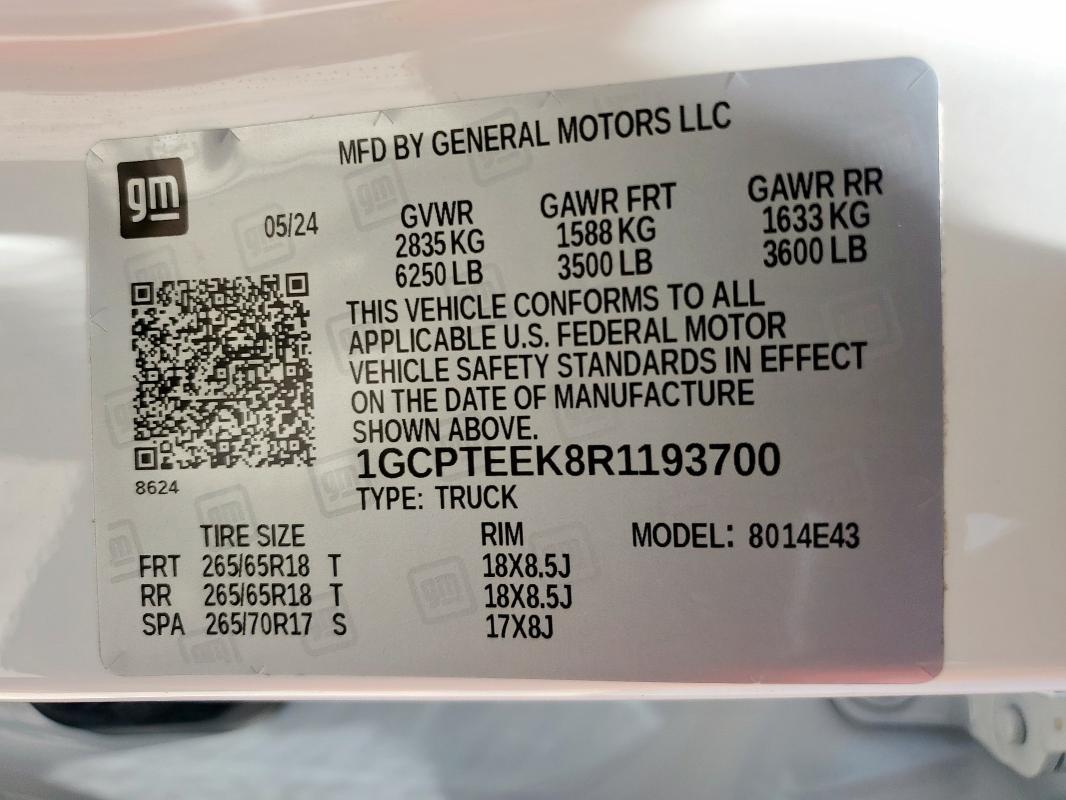 MFD BY GENERAL MOTORS LLC
gm
05/24
GVWR GAWR FRT GAWR RR
2835 KG 1588 KG 1633 KG
6250 LB 3500 LB 3600 LB
THIS VEHICLE CONFORMS TO ALL
APPLICABLE U.S. FEDERAL MOTOR
VEHICLE SAFETY STANDARDS IN EFFECT
ON THE DATE OF MANUFACTURE
SHOWN ABOVE.
1GCPTEEK8R1193700
8624
TYPE: TRUCK
TIRE SIZE RIM MODEL: 8014E43
FRT 265/65R18 T 18X8.5J
RR 265/65R18 T 18X8.5J
SPA 265/70R17 S 17X8J